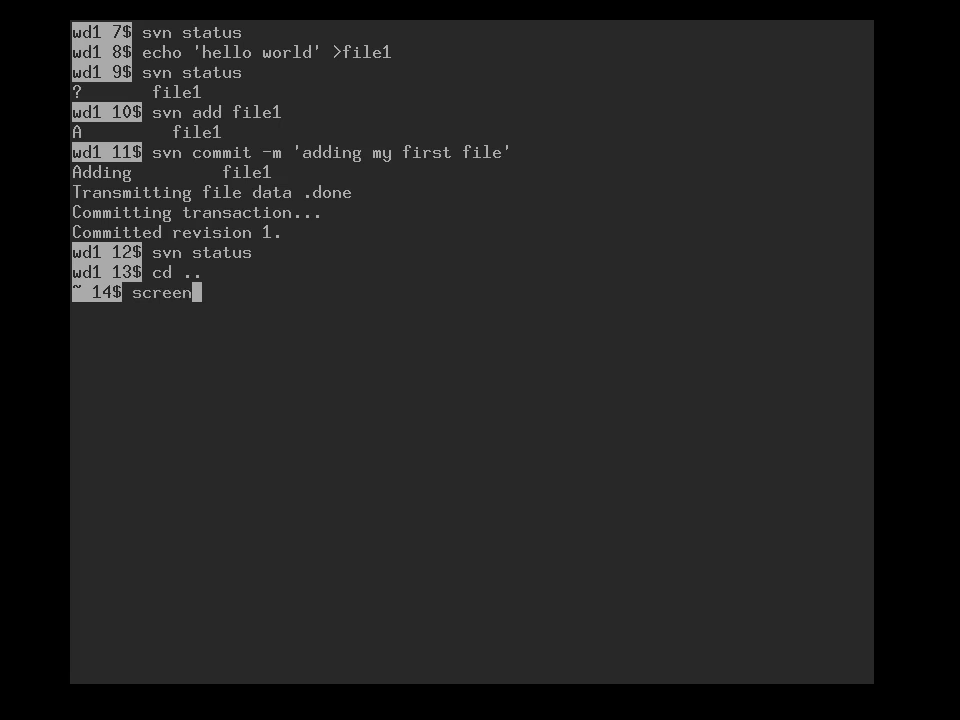 wd1 7$ svn status
wd1 8$ echo 'hello world' >file1
wd1 9$ svn status
?       file1
wd1 10$ svn add file1
A         file1
wd1 11$ svn commit -m 'adding my first file'
Adding         file1
Transmitting file data .done
Committing transaction...
Committed revision 1.
wd1 12$ svn status
wd1 13$ cd ..
~ 14$ screen